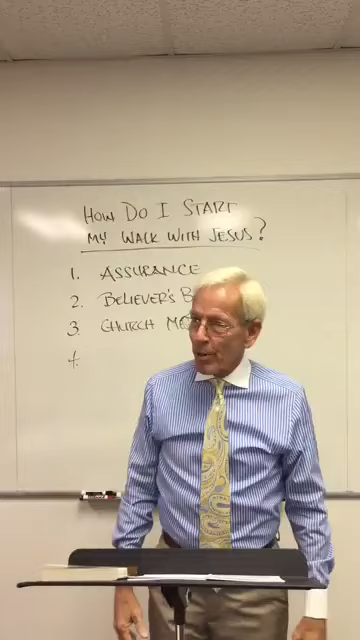 HOW DO I START
MY WALK WITH JESUS?
1. ASSURANCE
2. BELIEVER'S
3. CHURCH
4.